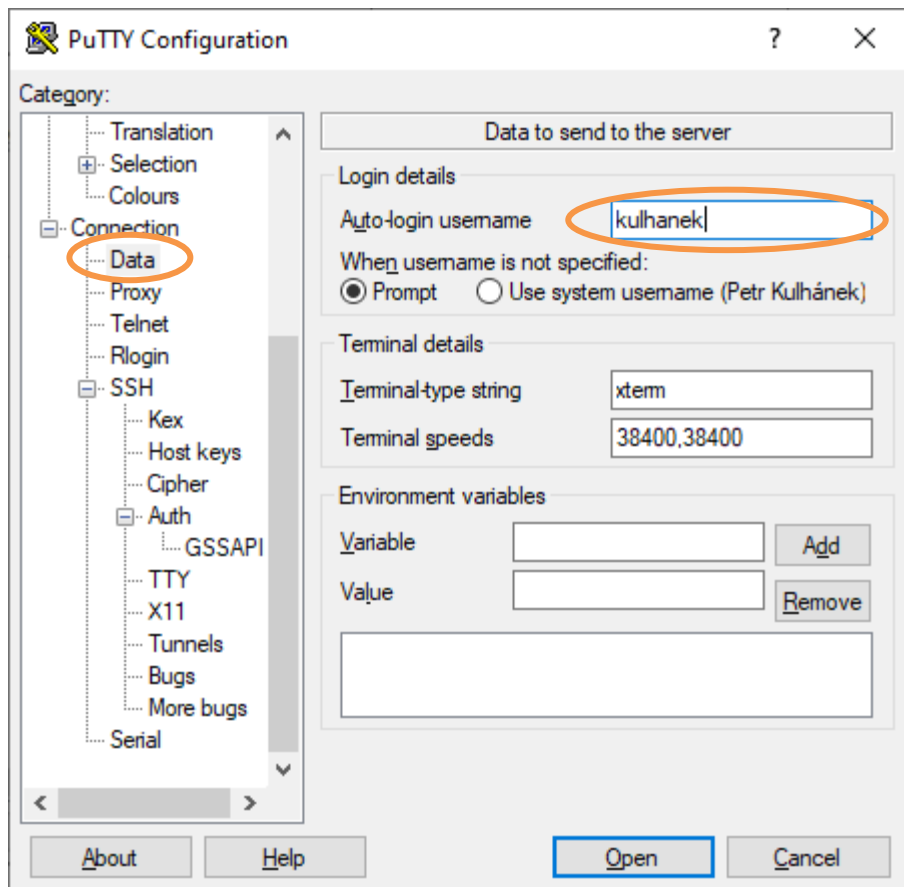 PuTTY Configuration
?
Category:
Translation
Selection
Colours
Connection
Data
Proxy
Telnet
Rlogin
SSH
Kex
Host keys
Cipher
Auth
GSSAPI
TTY
X11
Tunnels
Bugs
More bugs
Serial
Data to send to the server
Login details
Auto-login username kulhanek
When username is not specified:
Prompt Use system username (Petr Kulhánek)
Terminal details
Terminal-type string xterm
Terminal speeds 38400,38400
Environment variables
Variable Add
Value Remove
About Help Open Cancel